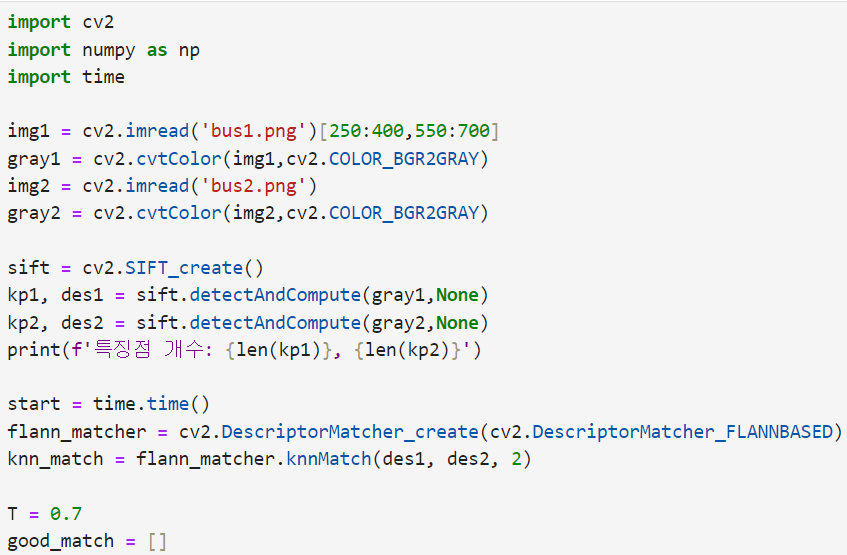 import cv2
import numpy as np
import time
img1 = cv2.imread('bus1.png')[250:400,550:700]
gray1 = cv2.cvtColor(img1,cv2.COLOR_BGR2GRAY)
img2 = cv2.imread('bus2.png')
gray2 = cv2.cvtColor(img2,cv2.COLOR_BGR2GRAY)
sift = cv2.SIFT_create()
kp1, des1 = sift.detectAndCompute(gray1,None)
kp2, des2 = sift.detectAndCompute(gray2,None)
print(f'특징점 개수: {len(kp1)}, {len(kp2)}')
start = time.time()
flann_matcher = cv2.DescriptorMatcher_create(cv2.DescriptorMatcher_FLANNBASED)
knn_match = flann_matcher.knnMatch(des1, des2, 2)
T = 0.7
good_match = []